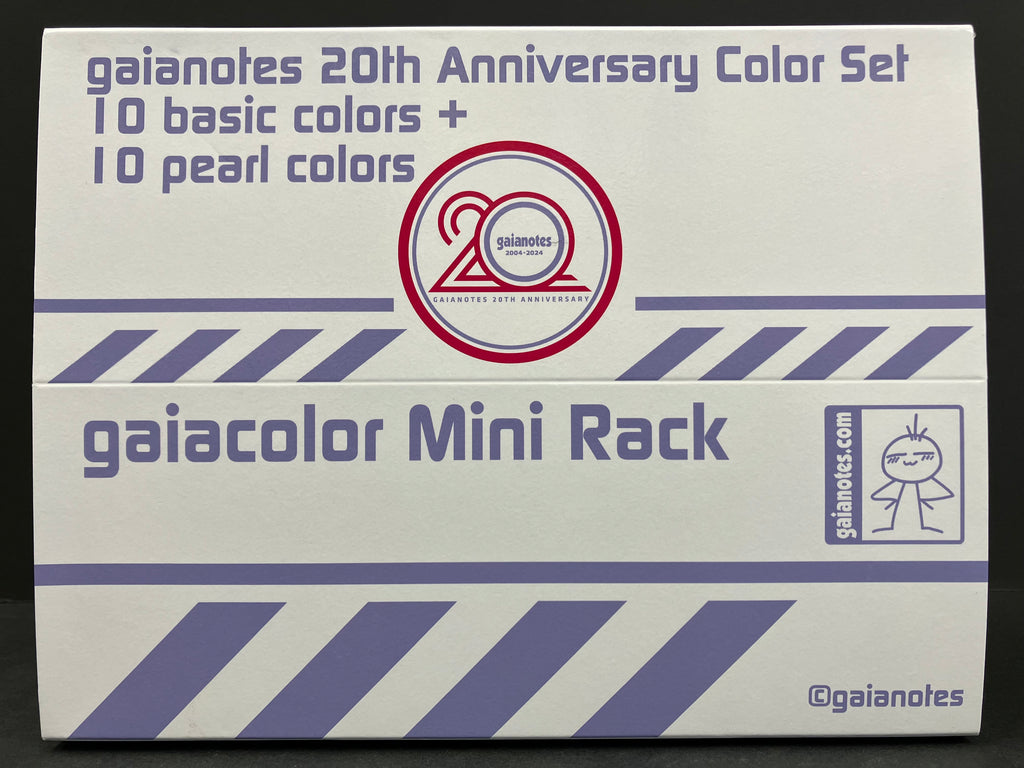 gaianotes 20th Anniversary Color Set
10 basic colors +
10 pearl colors
gaianotes
2004-2024
GAIANOTES 20TH ANNIVERSARY
gaiacolor Mini Rack
gaianotes.com
©gaianotes